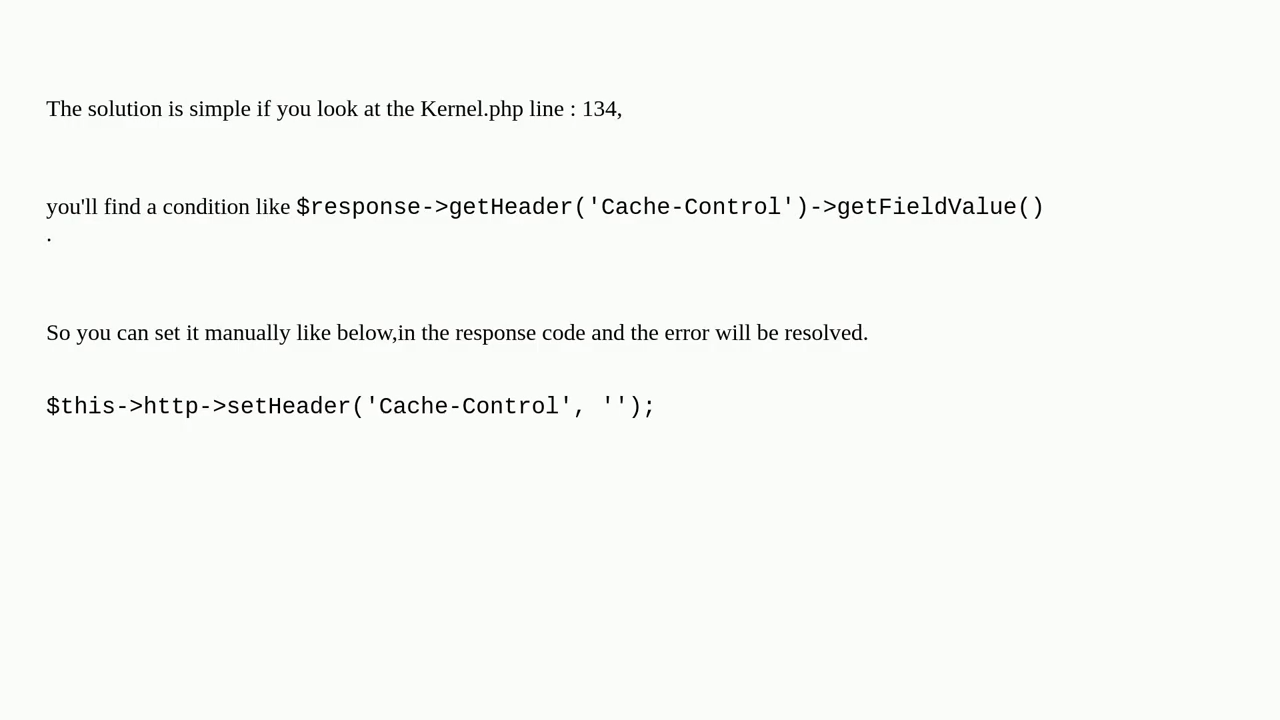 The solution is simple if you look at the Kernel.php line : 134,
you'll find a condition like $response->getHeader('Cache-Control')->getFieldValue()
.
So you can set it manually like below,in the response code and the error will be resolved.
$this->http->setHeader('Cache-Control', '');